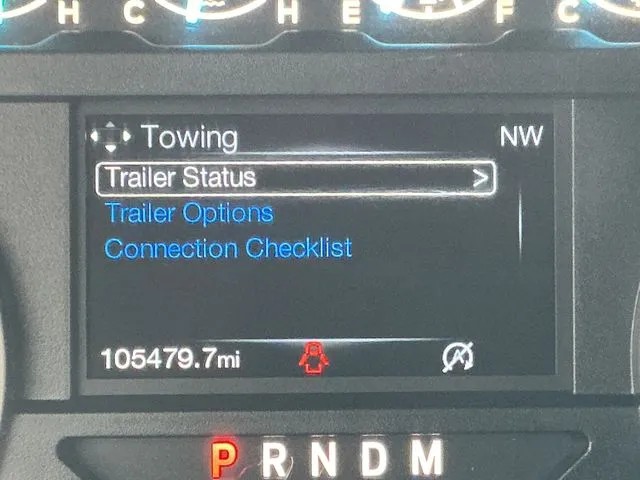 H C H E F C
Towing NW
Trailer Status >
Trailer Options
Connection Checklist
105479.7mi A
P R N D M